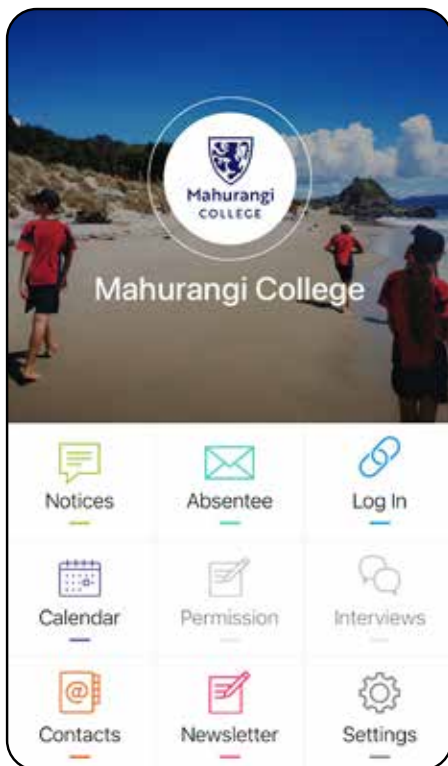 Mahurangi
COLLEGE
Mahurangi College
Notices
Absentee
Log In
Calendar
Permission
Interviews
@
Contacts
Newsletter
Settings